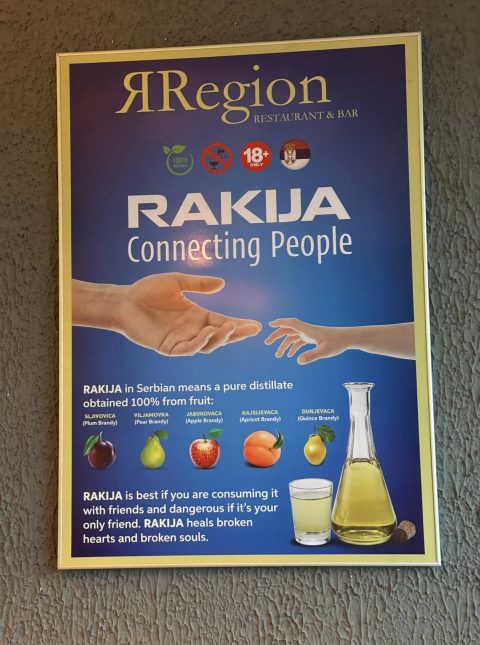 ЯRegion
RESTAURANT & BAR
100%
18+
ONLY
RAKIJA
Connecting People
RAKIJA in Serbian means a pure distillate
obtained 100% from fruit:
SLJIVOVICA
(Plum Brandy)
VILJAMOVKA
(Pear Brandy)
JABUKOVACA
(Apple Brandy)
KAJSIJEVACA
(Apricot Brandy)
DUNJEVACA
(Quince Brandy)
RAKIJA is best if you are consuming it
with friends and dangerous if it's your
only friend. RAKIJA heals broken
hearts and broken souls.